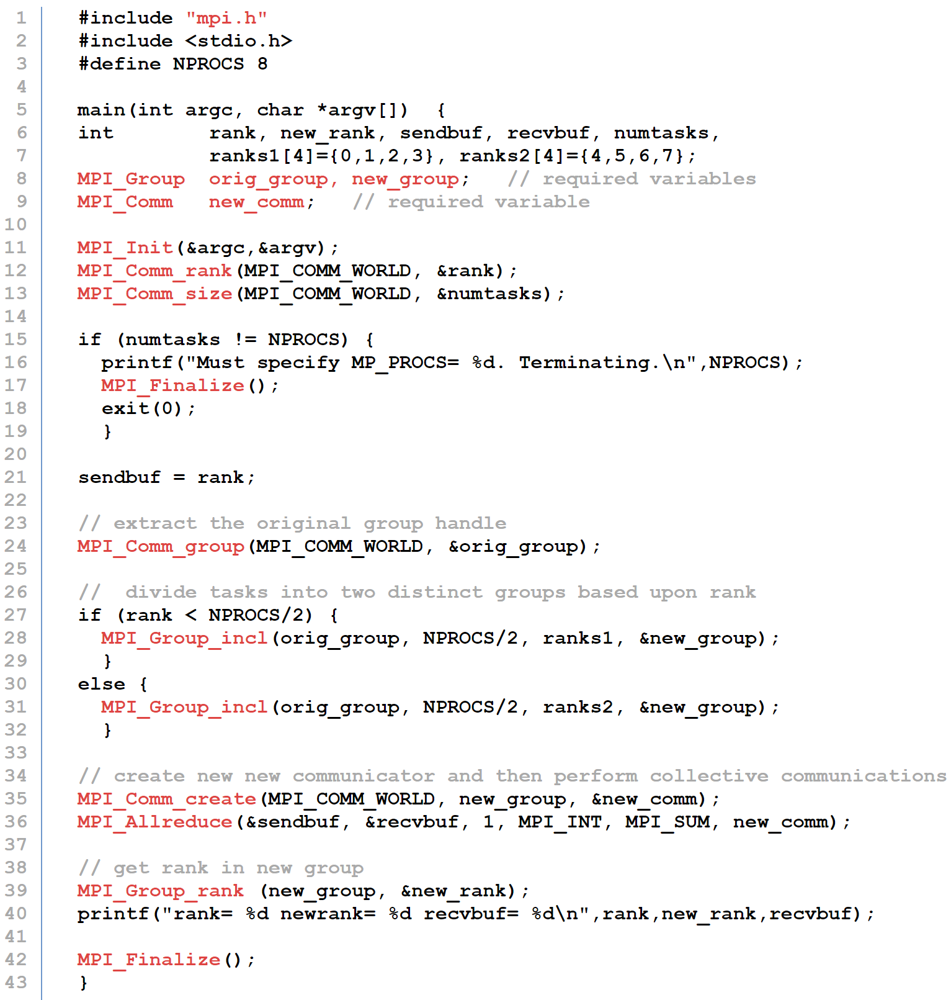 1 #include "mpi.h"
2 #include <stdio.h>
3 #define NPROCS 8
4
5 main(int argc, char *argv[])  {
6 int        rank, new_rank, sendbuf, recvbuf, numtasks,
7            ranks1[4]={0,1,2,3}, ranks2[4]={4,5,6,7};
8 MPI_Group  orig_group, new_group;   // required variables
9 MPI_Comm   new_comm;   // required variable
10
11 MPI_Init(&argc,&argv);
12 MPI_Comm_rank(MPI_COMM_WORLD, &rank);
13 MPI_Comm_size(MPI_COMM_WORLD, &numtasks);
14
15 if (numtasks != NPROCS) {
16   printf("Must specify MP_PROCS= %d. Terminating.\n",NPROCS);
17   MPI_Finalize();
18   exit(0);
19   }
20
21 sendbuf = rank;
22
23 // extract the original group handle
24 MPI_Comm_group(MPI_COMM_WORLD, &orig_group);
25
26 //  divide tasks into two distinct groups based upon rank
27 if (rank < NPROCS/2) {
28   MPI_Group_incl(orig_group, NPROCS/2, ranks1, &new_group);
29   }
30 else {
31   MPI_Group_incl(orig_group, NPROCS/2, ranks2, &new_group);
32   }
33
34 // create new new communicator and then perform collective communications
35 MPI_Comm_create(MPI_COMM_WORLD, new_group, &new_comm);
36 MPI_Allreduce(&sendbuf, &recvbuf, 1, MPI_INT, MPI_SUM, new_comm);
37
38 // get rank in new group
39 MPI_Group_rank (new_group, &new_rank);
40 printf("rank= %d newrank= %d recvbuf= %d\n",rank,new_rank,recvbuf);
41
42 MPI_Finalize();
43 }